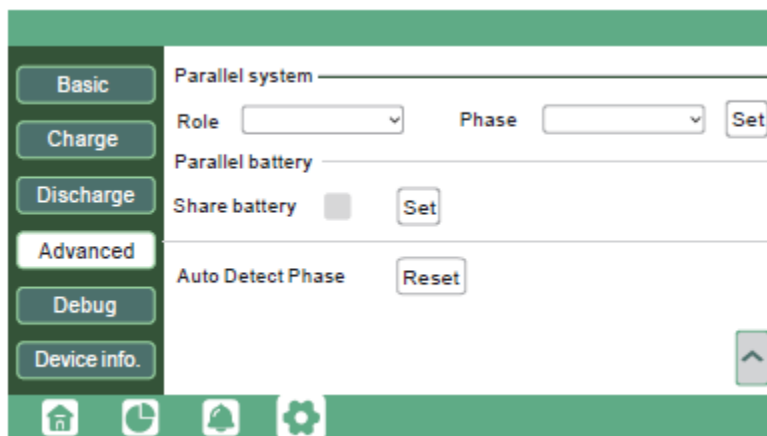 Basic
Charge
Discharge
Advanced
Debug
Device info.
Parallel system
Role Phase Set
Parallel battery
Share battery Set
Auto Detect Phase Reset